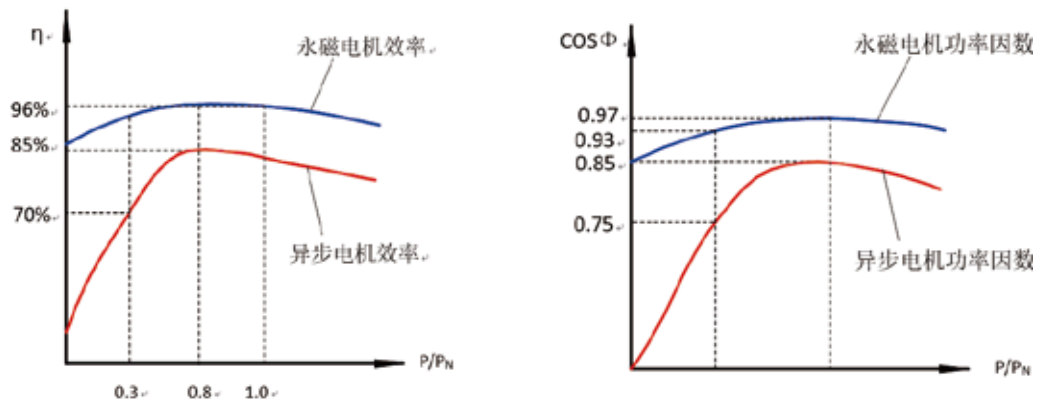 η
永磁电机效率
96%
85%
70%
异步电机效率
P/PN
0.3
0.8
1.0
COSΦ
永磁电机功率因数
0.97
0.93
0.85
0.75
异步电机功率因数
P/PN